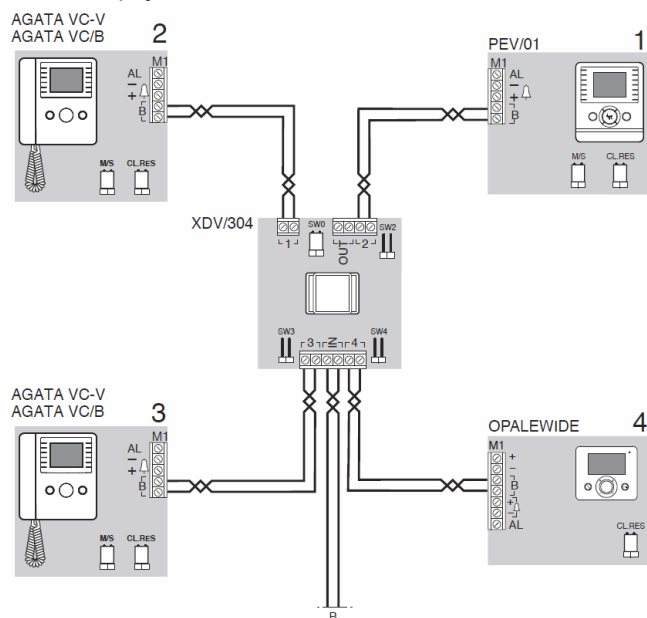 AGATA VC-V
AGATA VC/B
2
M1
AL
−
+
B
M/S
CL.RES
PEV/01
1
M1
AL
−
+
B
M/S
CL.RES
XDV/304
1
SW0
OUT
2
SW2
SW3
3
IN
4
SW4
AGATA VC-V
AGATA VC/B
3
M1
AL
−
+
B
M/S
CL.RES
OPALEWIDE
4
M1
+
−
B
+
−
AL
CL.RES
B